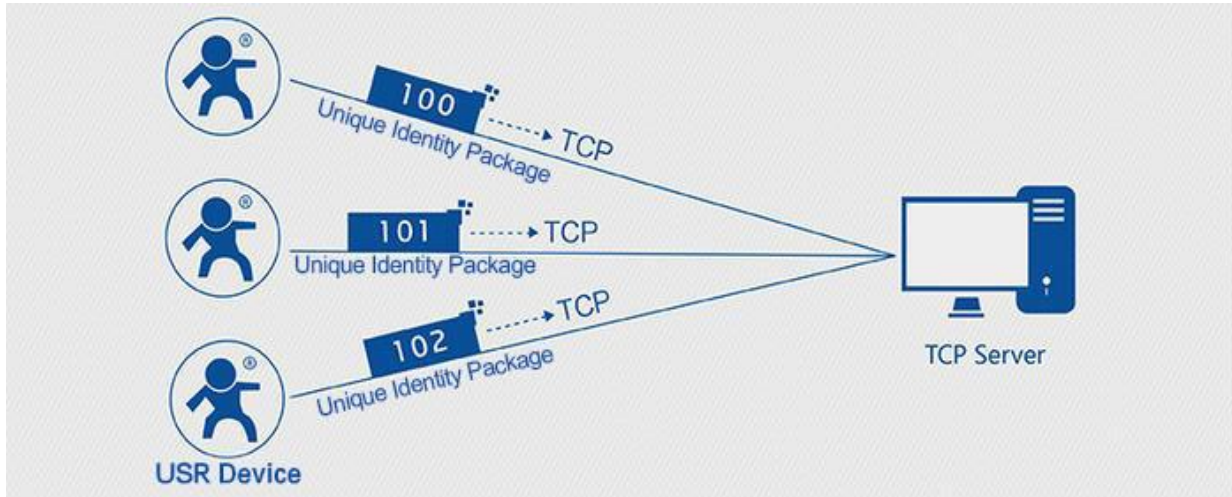 ®
100
Unique Identity Package
TCP
®
101
TCP
Unique Identity Package
102
TCP
Unique Identity Package
®
USR Device
TCP Server